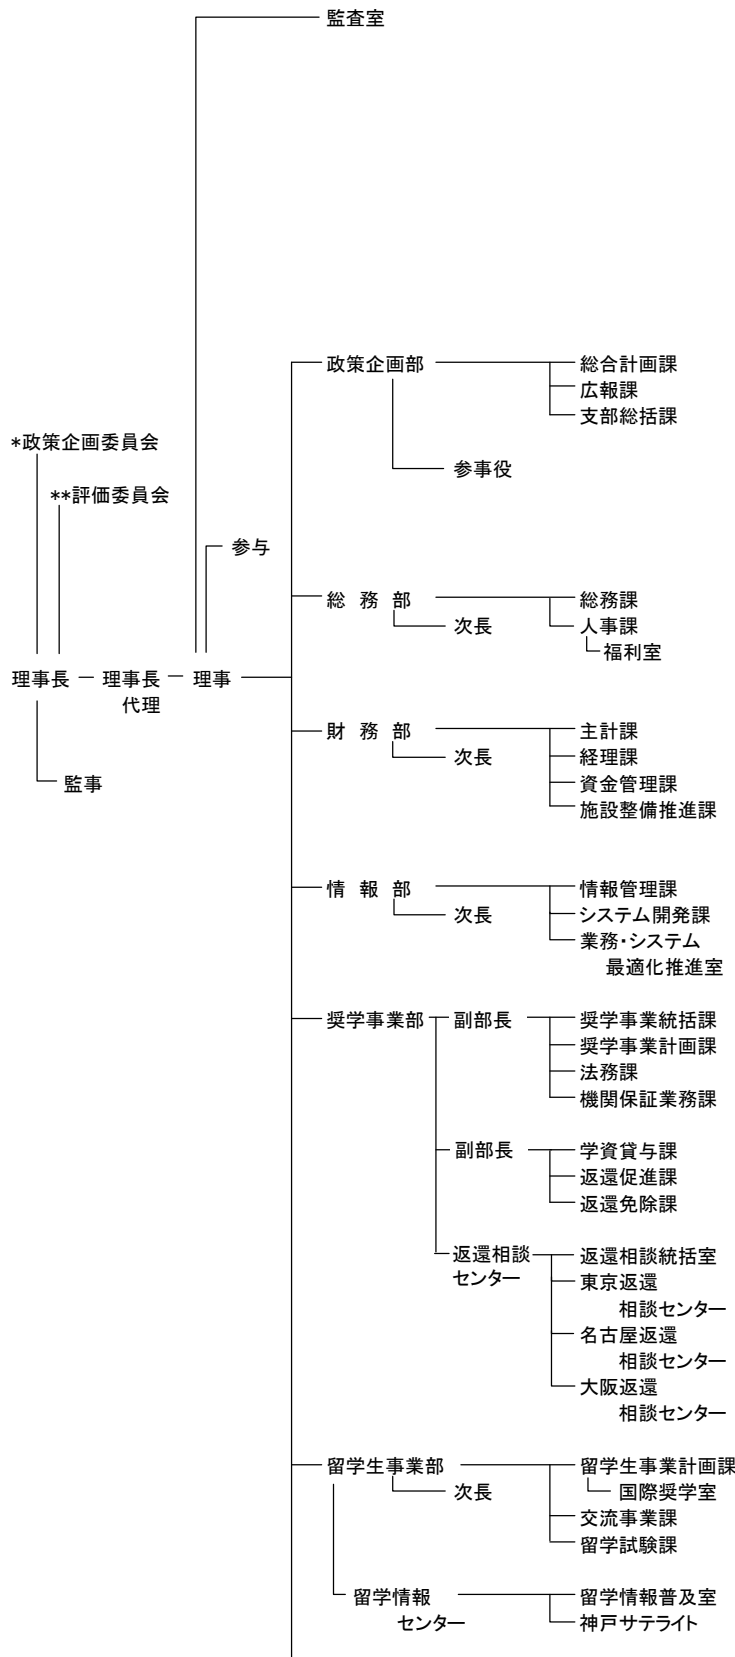 監査室
政策企画部 総合計画課
広報課
支部総括課
*政策企画委員会
参事役
**評価委員会
参与
総 務 部 総務課
次長 人事課
福利室
理事長 理事長 理事
代理
財 務 部 主計課
次長 経理課
監事 資金管理課
施設整備推進課
情 報 部 情報管理課
次長 システム開発課
業務・システム
最適化推進室
奨学事業部 副部長 奨学事業統括課
奨学事業計画課
法務課
機関保証業務課
副部長 学資貸与課
返還促進課
返還免除課
返還相談 返還相談統括室
センター 東京返還
相談センター
名古屋返還
相談センター
大阪返還
相談センター
留学生事業部 留学生事業計画課
次長 国際奨学室
交流事業課
留学試験課
留学情報 留学情報普及室
センター 神戸サテライト